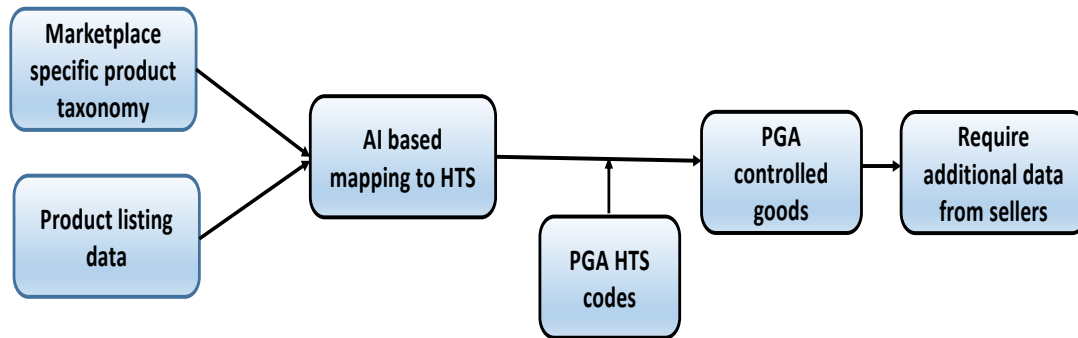 Marketplace
specific product
taxonomy
Product listing
data
AI based
mapping to HTS
PGA HTS
codes
PGA
controlled
goods
Require
additional data
from sellers